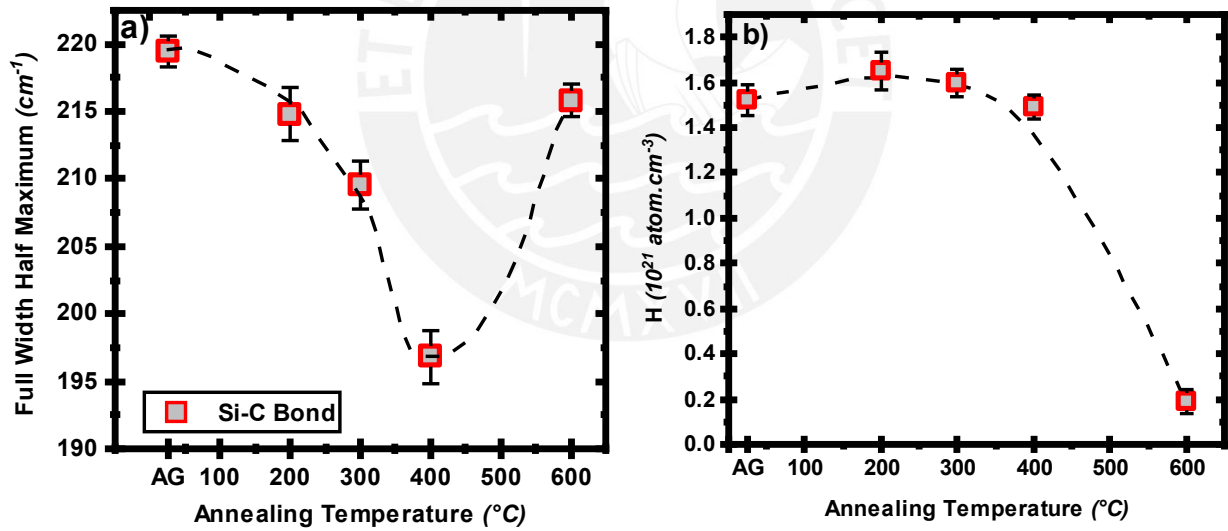 a)
Full Width Half Maximum (cm⁻¹)
220
215
210
205
200
195
190
Si-C Bond
AG 100 200 300 400 500 600
Annealing Temperature (°C)
b)
H (10²¹ atom.cm⁻³)
1.8
1.6
1.4
1.2
1.0
0.8
0.6
0.4
0.2
0.0
AG 100 200 300 400 500 600
Annealing Temperature (°C)
MCMXVII
ET